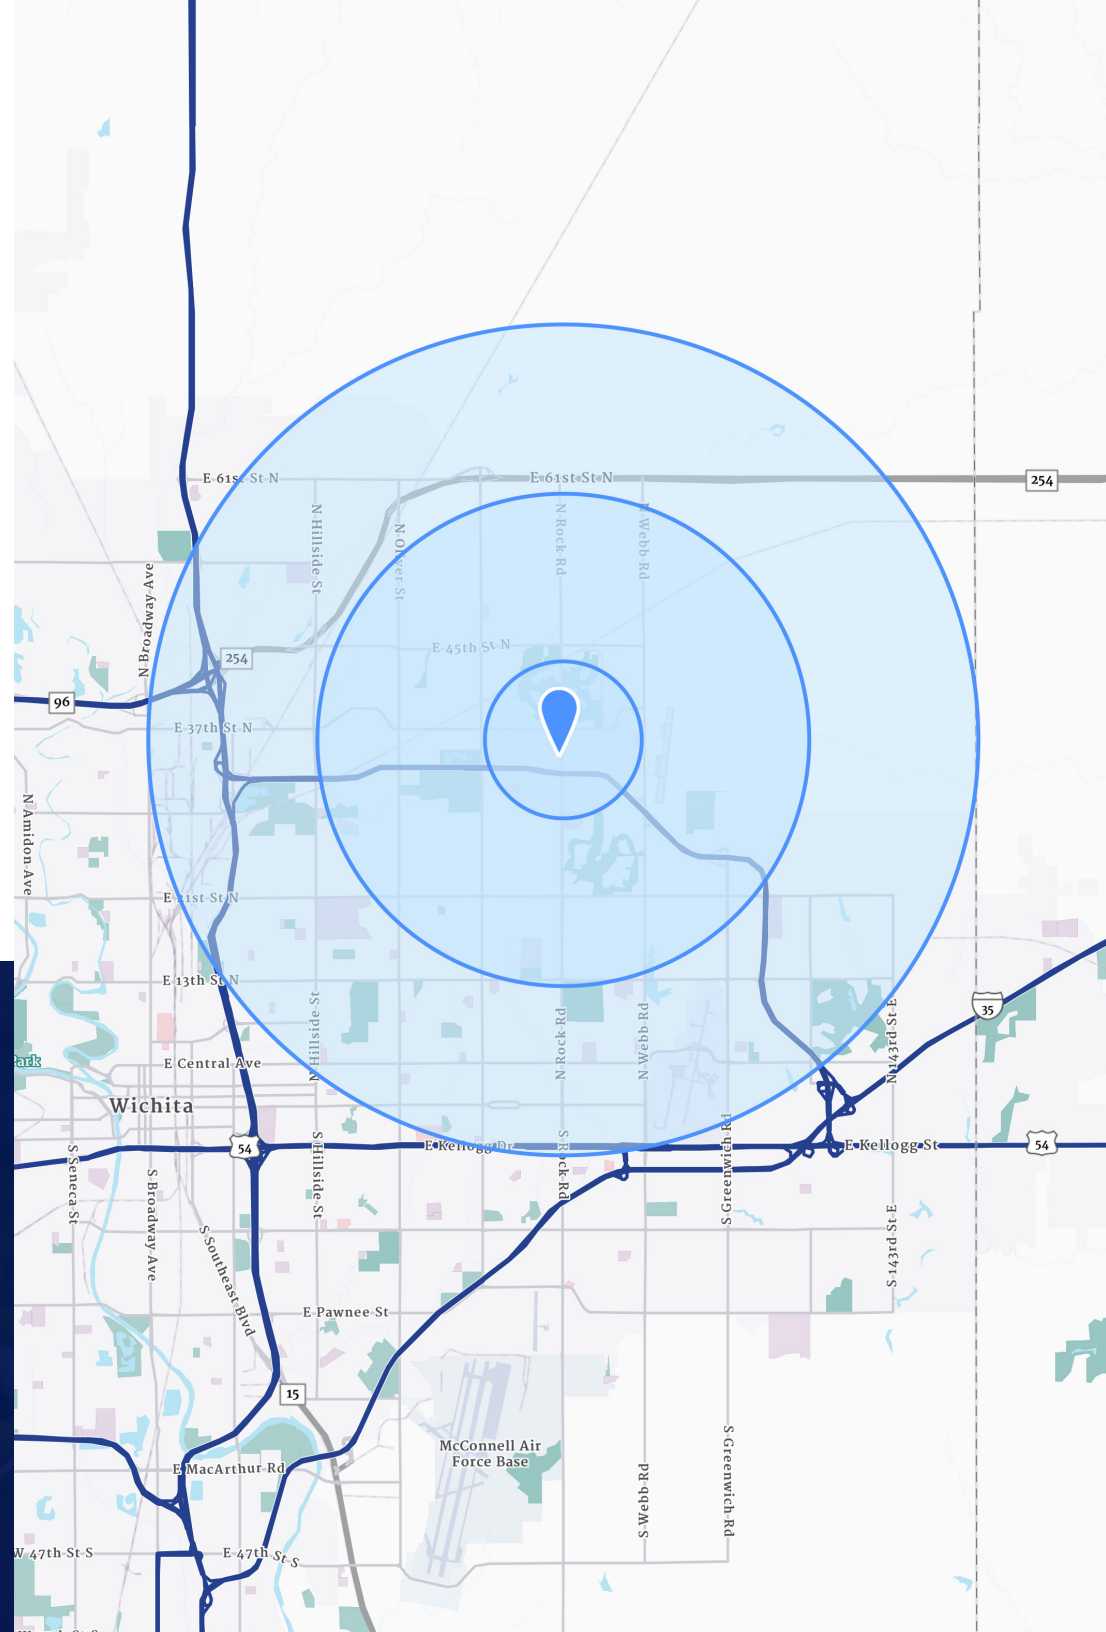 E 61st St N
E 61st St N
254
N Hillside St
N Oliver St
N Rock Rd
N Webb Rd
N Broadway Ave
E 45th St N
254
96
E 37th St N
N Amidon Ave
E 21st St N
E 13th St N
35
N 143rd St E
N Hillside St
N Rock Rd
N Webb Rd
Park
E Central Ave
Wichita
54
E Kellogg Dr
E Kellogg St
54
S Seneca St
S Broadway Ave
S Hillside St
S Rock Rd
S Greenwich Rd
S 143rd St E
S Southeast Blvd
E Pawnee St
15
McConnell Air
Force Base
E MacArthur Rd
S Webb Rd
S Greenwich Rd
W 47th St S
E 47th St S